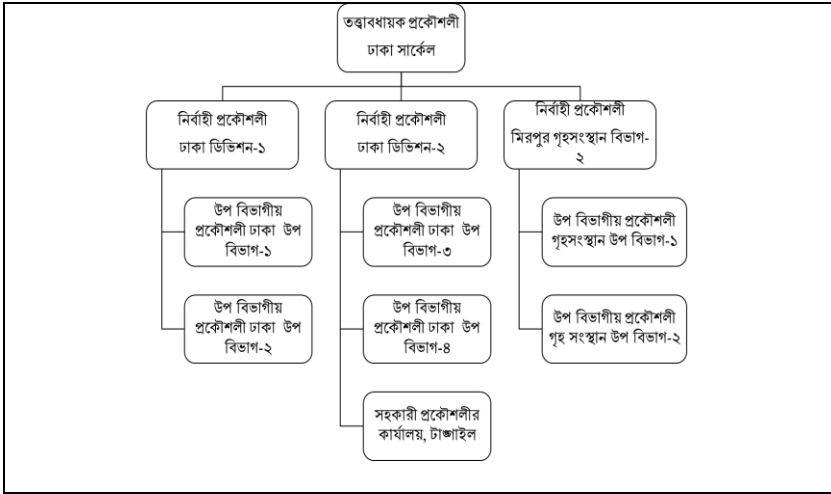 তত্ত্বাবধায়ক প্রকৌশলী
ঢাকা সার্কেল
নির্বাহী প্রকৌশলী
ঢাকা ডিভিশন-১
নির্বাহী প্রকৌশলী
ঢাকা ডিভিশন-২
নির্বাহী প্রকৌশলী
মিরপুর গৃহসংস্থান বিভাগ-
২
উপ বিভাগীয়
প্রকৌশলী ঢাকা উপ
বিভাগ-১
উপ বিভাগীয়
প্রকৌশলী ঢাকা উপ
বিভাগ-৩
উপ বিভাগীয় প্রকৌশলী
গৃহসংস্থান উপ বিভাগ-১
উপ বিভাগীয়
প্রকৌশলী ঢাকা উপ
বিভাগ-২
উপ বিভাগীয়
প্রকৌশলী ঢাকা উপ
বিভাগ-৪
উপ বিভাগীয় প্রকৌশলী
গৃহ সংস্থান উপ বিভাগ-২
সহকারী প্রকৌশলীর
কার্যালয়, টাঙ্গাইল